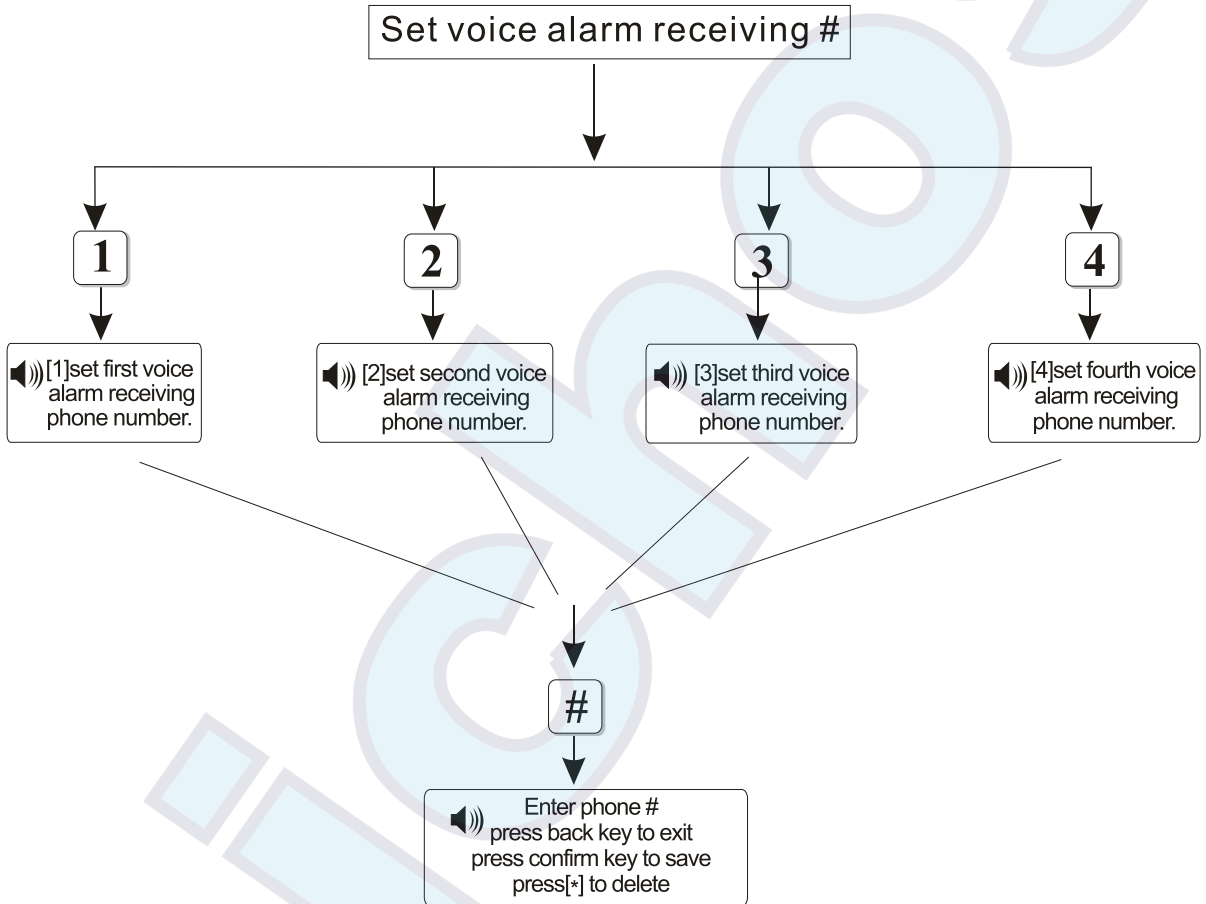 Set voice alarm receiving #
1
2
3
4
[1]set first voice
alarm receiving
phone number.
[2]set second voice
alarm receiving
phone number.
[3]set third voice
alarm receiving
phone number.
[4]set fourth voice
alarm receiving
phone number.
#
Enter phone #
press back key to exit
press confirm key to save
press[*] to delete